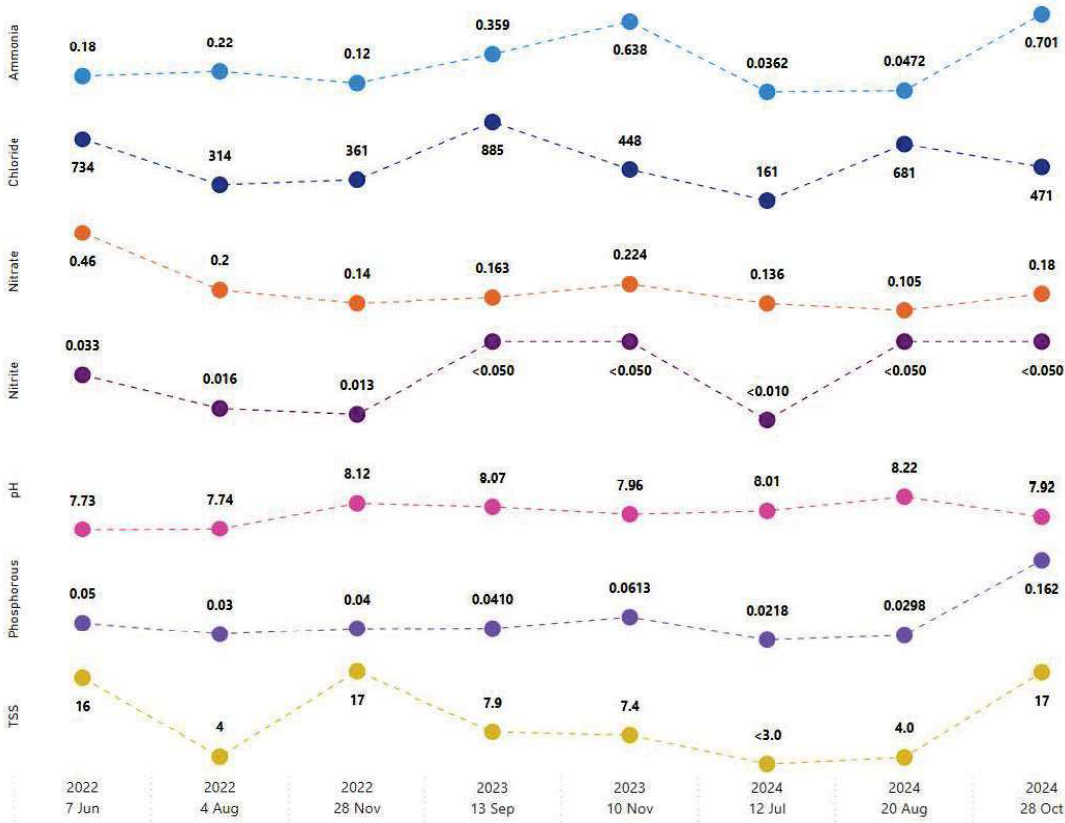 Ammonia
0.18 0.22 0.12 0.359 0.638 0.0362 0.0472 0.701
Chloride
734 314 361 885 448 161 681 471
Nitrate
0.46 0.2 0.14 0.163 0.224 0.136 0.105 0.18
Nitrite
0.033 0.016 0.013 <0.050 <0.050 <0.010 <0.050 <0.050
pH
7.73 7.74 8.12 8.07 7.96 8.01 8.22 7.92
Phosphorous
0.05 0.03 0.04 0.0410 0.0613 0.0218 0.0298 0.162
TSS
16 4 17 7.9 7.4 <3.0 4.0 17
2022 2022 2022 2023 2023 2024 2024 2024
7 Jun 4 Aug 28 Nov 13 Sep 10 Nov 12 Jul 20 Aug 28 Oct